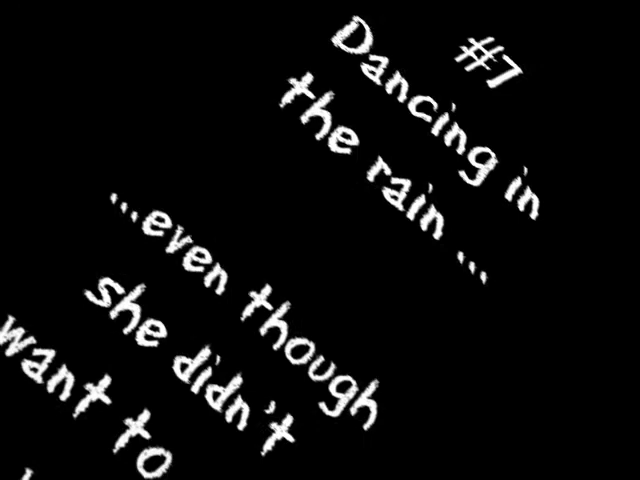 #7
Dancing in
the rain ...
...even though
she didn't
want to